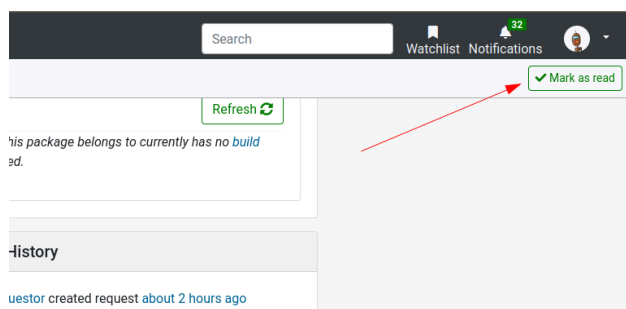 Search
32
Watchlist Notifications
Mark as read
Refresh
his package belongs to currently has no build
ed.
History
uestor created request about 2 hours ago